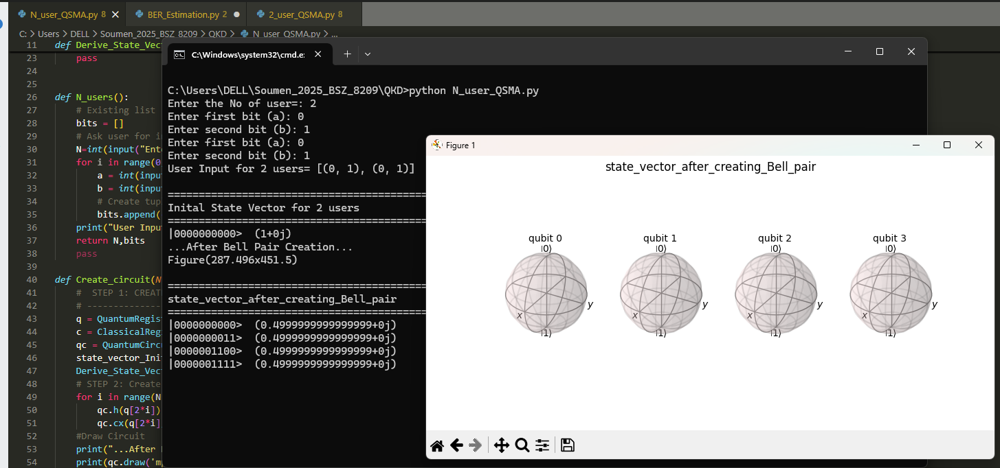 N_user_QSMA.py 8
BER_Estimation.py 2
2_user_QSMA.py 8
C: > Users > DELL > Soumen_2025_BSZ_8209 > QKD > N_user_QSMA.py > ...
11 def Derive_State_Vect
23 pass
24
25
26 def N_users():
27 # Existing list
28 bits = []
29 # Ask user for i
30 N=int(input("Ent
31 for i in range(0
32 a = int(inpu
33 b = int(inpu
34 # Create tup
35 bits.append(
36 print("User Inpu
37 return N,bits
38 pass
39
40 def Create_circuit(N
41 # STEP 1: CREAT
42 # --------------
43 q = QuantumRegis
44 c = ClassicalReg
45 qc = QuantumCirc
46 state_vector_Ini
47 Derive_State_Vec
48 # STEP 2: Create
49 for i in range(N
50 qc.h(q[2*i])
51 qc.cx(q[2*i]
52 #Draw Circuit
53 print("...After
54 print(qc.draw('m
C:\Windows\system32\cmd.e:
C:\Users\DELL\Soumen_2025_BSZ_8209\QKD>python N_user_QSMA.py
Enter the No of user=: 2
Enter first bit (a): 0
Enter second bit (b): 1
Enter first bit (a): 0
Enter second bit (b): 1
User Input for 2 users= [(0, 1), (0, 1)]
==========================================
Inital State Vector for 2 users
==========================================
|0000000000> (1+0j)
...After Bell Pair Creation...
Figure(287.496x451.5)
==========================================
state_vector_after_creating_Bell_pair
==========================================
|0000000000> (0.4999999999999999+0j)
|0000000011> (0.4999999999999999+0j)
|0000001100> (0.4999999999999999+0j)
|0000001111> (0.4999999999999999+0j)
Figure 1
state_vector_after_creating_Bell_pair
qubit 0 qubit 1 qubit 2 qubit 3
|0⟩ |0⟩ |0⟩ |0⟩
x y x y x y x y
|1⟩ |1⟩ |1⟩ |1⟩